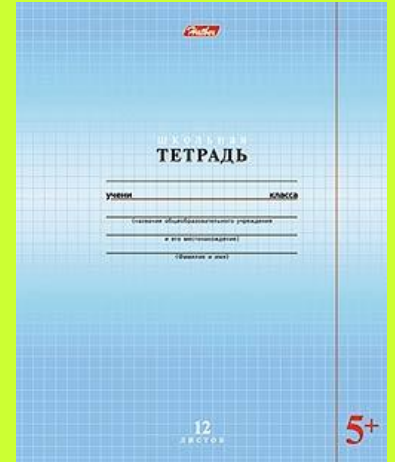 Hatber
ШКОЛЬНАЯ
ТЕТРАДЬ
учени класса
(название общеобразовательного учреждения
и его местонахождение)
(Фамилия и имя)
12
ЛИСТОВ
5+